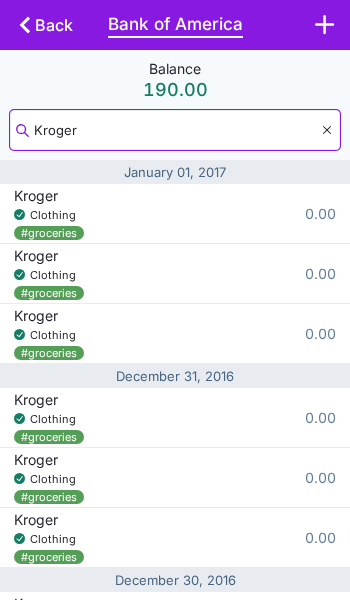 Back
Bank of America
Balance
190.00
Kroger
January 01, 2017
Kroger
Clothing
0.00
#groceries
Kroger
Clothing
0.00
#groceries
Kroger
Clothing
0.00
#groceries
December 31, 2016
Kroger
Clothing
0.00
#groceries
Kroger
Clothing
0.00
#groceries
Kroger
Clothing
0.00
#groceries
December 30, 2016